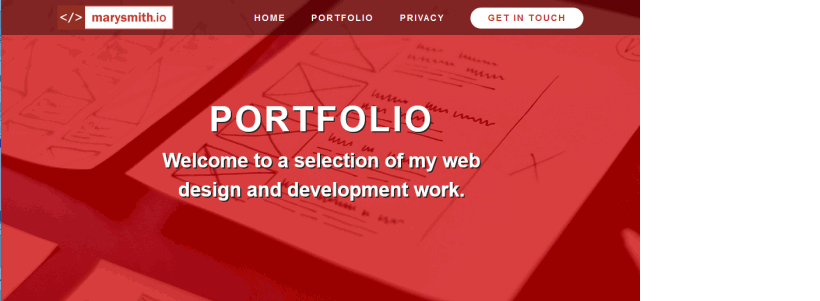 </> marysmith.io HOME PORTFOLIO PRIVACY GET IN TOUCH
PORTFOLIO
Welcome to a selection of my web
design and development work.